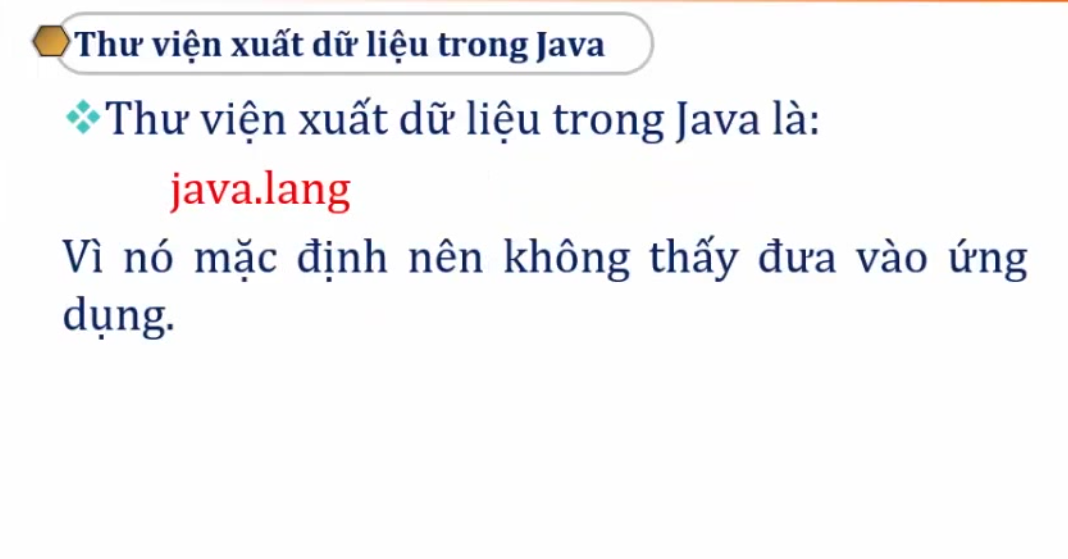 Thư viện xuất dữ liệu trong Java
Thư viện xuất dữ liệu trong Java là:
java.lang
Vì nó mặc định nên không thấy đưa vào ứng
dụng.